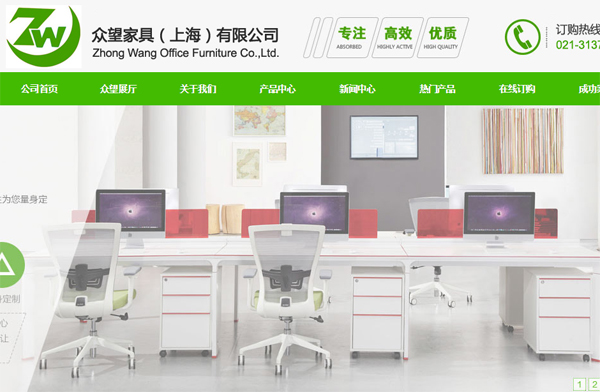 ZW
众望家具（上海）有限公司
Zhong Wang Office Furniture Co.,Ltd.
专注 高效 优质
ABSORBED HIGHLY ACTIVE HIGH QUALITY
订购热线
021-3137
公司首页 众望展厅 关于我们 产品中心 新闻中心 热门产品 在线订购 成功
为您量身定
身定制
心
让
1 2